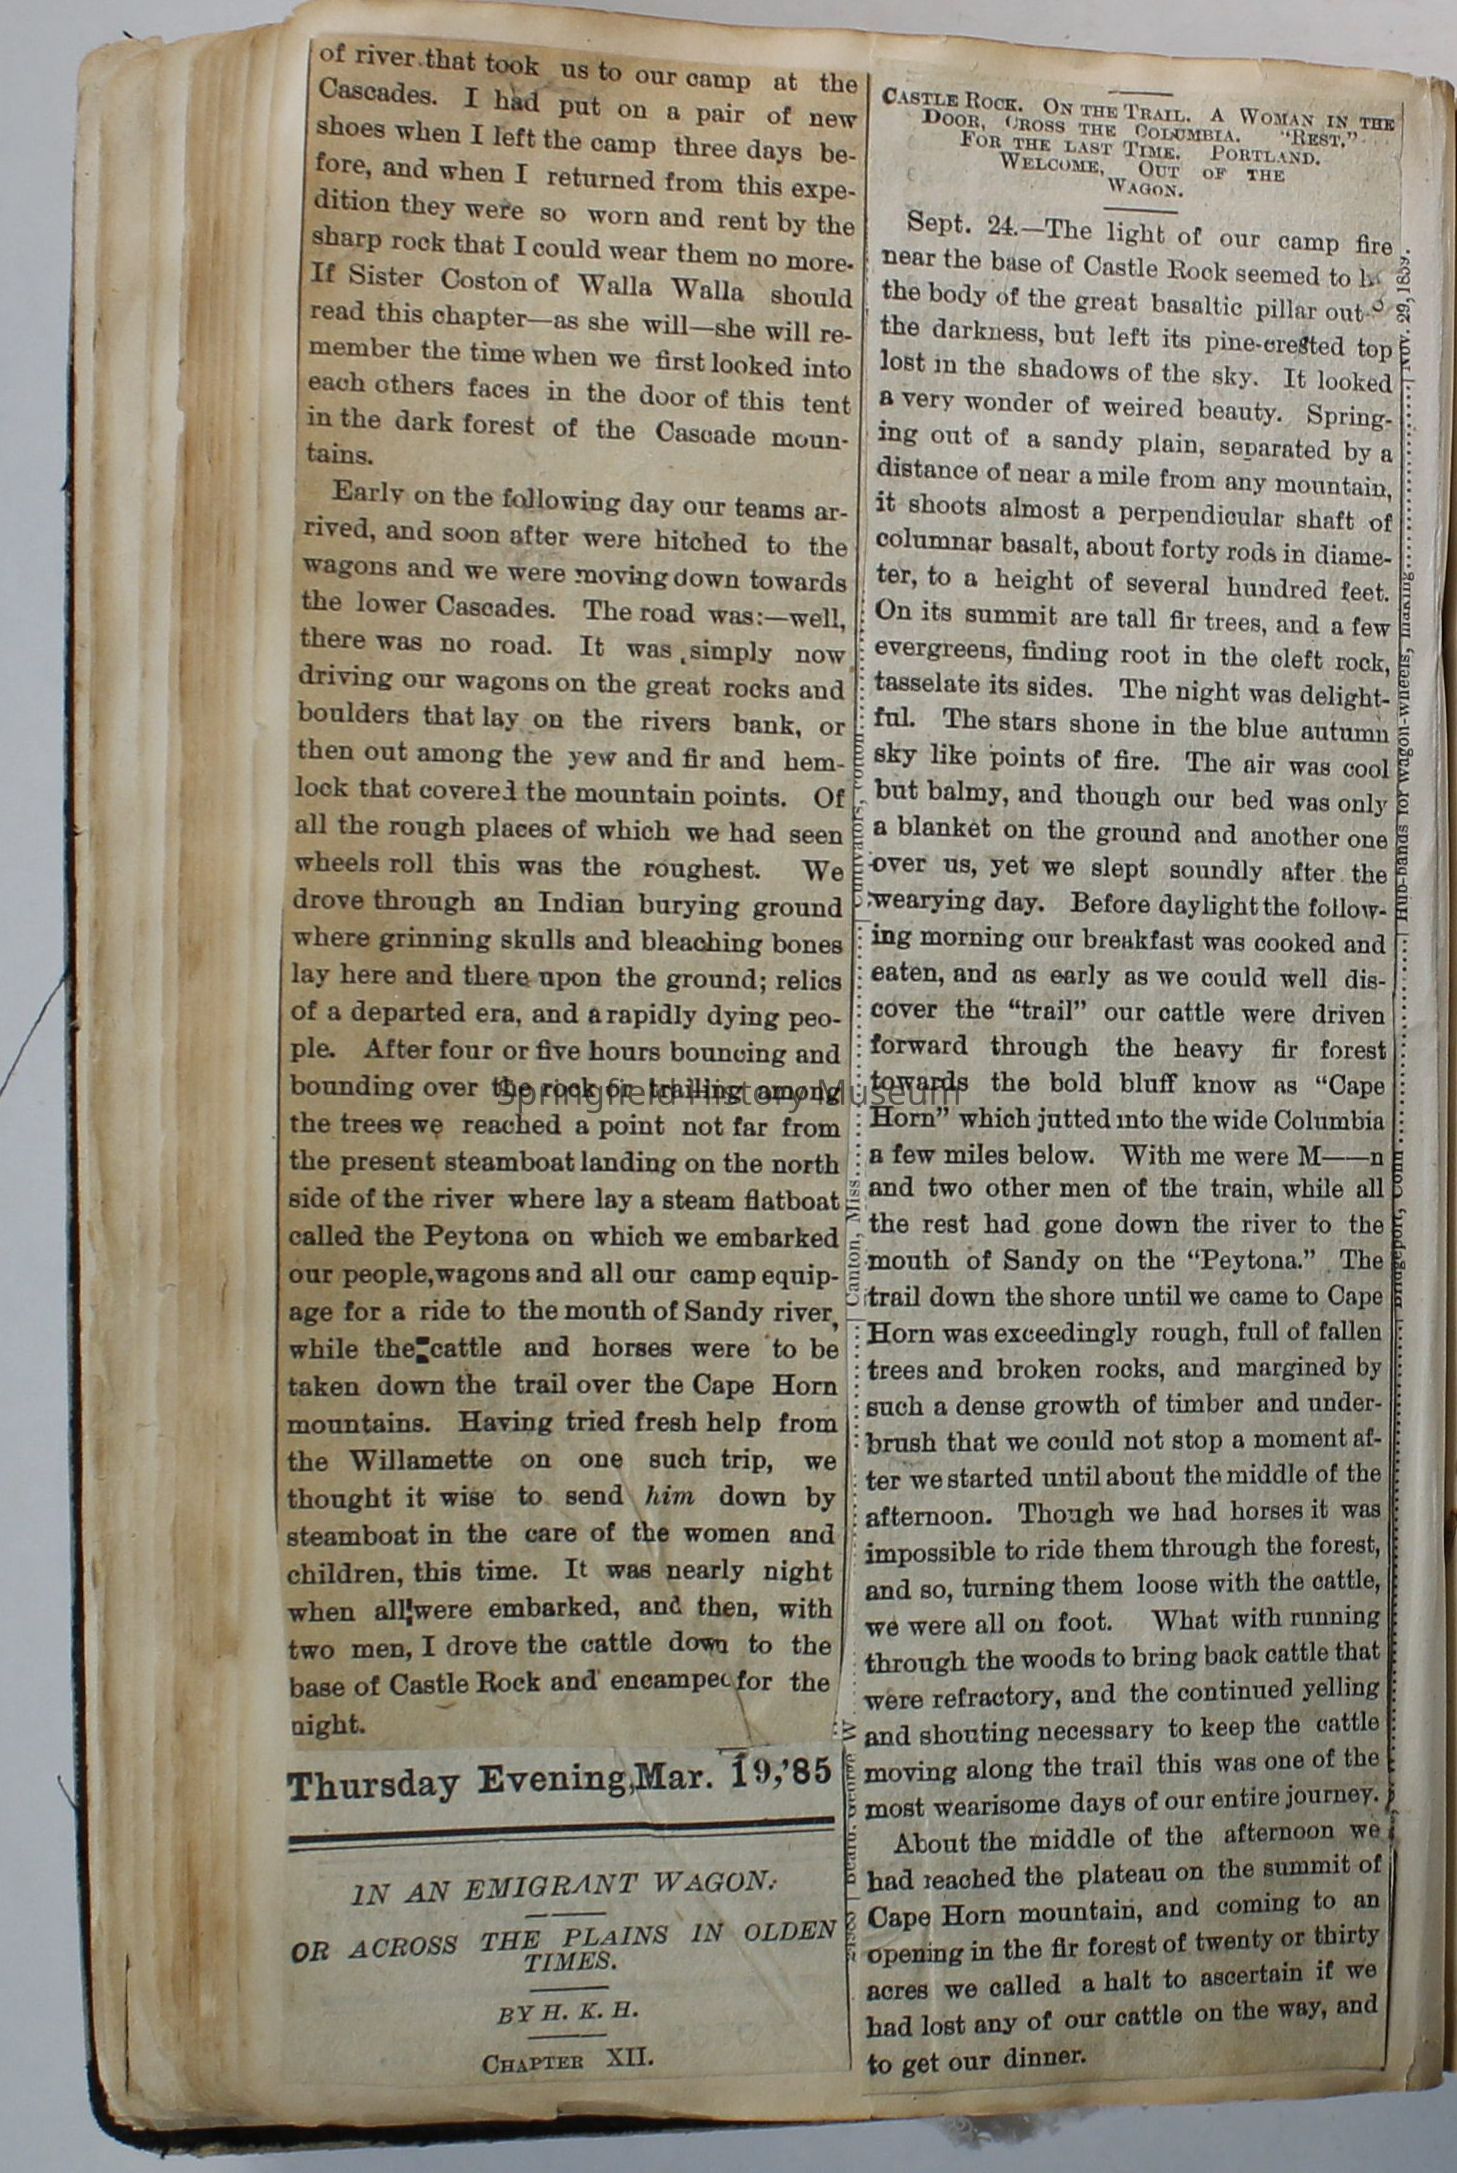 of river that took us to our camp at the
Cascades. I had put on a pair of new
shoes when I left the camp three days be-
fore, and when I returned from this expe-
dition they were so worn and rent by the
sharp rock that I could wear them no more.
If Sister Coston of Walla Walla should
read this chapter—as she will—she will re-
member the time when we first looked into
each others faces in the door of this tent
in the dark forest of the Cascade moun-
tains.
Early on the following day our teams ar-
rived, and soon after were hitched to the
wagons and we were moving down towards
the lower Cascades. The road was:—well,
there was no road. It was simply now
driving our wagons on the great rocks and
boulders that lay on the rivers bank, or
then out among the yew and fir and hem-
lock that covered the mountain points. Of
all the rough places of which we had seen
wheels roll this was the roughest. We
drove through an Indian burying ground
where grinning skulls and bleaching bones
lay here and there upon the ground; relics
of a departed era, and a rapidly dying peo-
ple. After four or five hours bouncing and
bounding over the rock or trailing among
the trees we reached a point not far from
the present steamboat landing on the north
side of the river where lay a steam flatboat
called the Peytona on which we embarked
our people, wagons and all our camp equip-
age for a ride to the mouth of Sandy river,
while the cattle and horses were to be
taken down the trail over the Cape Horn
mountains. Having tried fresh help from
the Willamette on one such trip, we
thought it wise to send him down by
steamboat in the care of the women and
children, this time. It was nearly night
when all were embarked, and then, with
two men, I drove the cattle down to the
base of Castle Rock and encamped for the
night.
Thursday Evening, Mar. 19, '85
IN AN EMIGRANT WAGON:
OR ACROSS THE PLAINS IN OLDEN
TIMES.
BY H. K. H.
CHAPTER XII.
CASTLE ROCK. ON THE TRAIL. A WOMAN IN THE
DOOR, CROSS THE COLUMBIA. "REST."
FOR THE LAST TIME. PORTLAND.
WELCOME, OUT OF THE
WAGON.
Sept. 24.—The light of our camp fire
near the base of Castle Rock seemed to
the body of the great basaltic pillar out
the darkness, but left its pine-crested top
lost in the shadows of the sky. It looked
a very wonder of weired beauty. Spring-
ing out of a sandy plain, separated by a
distance of near a mile from any mountain,
it shoots almost a perpendicular shaft of
columnar basalt, about forty rods in diame-
ter, to a height of several hundred feet.
On its summit are tall fir trees, and a few
evergreens, finding root in the cleft rock,
tasselate its sides. The night was delight-
ful. The stars shone in the blue autumn
sky like points of fire. The air was cool
but balmy, and though our bed was only
a blanket on the ground and another one
over us, yet we slept soundly after the
wearying day. Before daylight the follow-
ing morning our breakfast was cooked and
eaten, and as early as we could well dis-
cover the "trail" our cattle were driven
forward through the heavy fir forest
towards the bold bluff know as "Cape
Horn" which jutted into the wide Columbia
a few miles below. With me were M——n
and two other men of the train, while all
the rest had gone down the river to the
mouth of Sandy on the "Peytona." The
trail down the shore until we came to Cape
Horn was exceedingly rough, full of fallen
trees and broken rocks, and margined by
such a dense growth of timber and under-
brush that we could not stop a moment af-
ter we started until about the middle of the
afternoon. Though we had horses it was
impossible to ride them through the forest,
and so, turning them loose with the cattle,
we were all on foot. What with running
through the woods to bring back cattle that
were refractory, and the continued yelling
and shouting necessary to keep the cattle
moving along the trail this was one of the
most wearisome days of our entire journey.
About the middle of the afternoon we
had reached the plateau on the summit of
Cape Horn mountain, and coming to an
opening in the fir forest of twenty or thirty
acres we called a halt to ascertain if we
had lost any of our cattle on the way, and
to get our dinner.
Canton, Miss.
Hub-bands for wagon-wheels, making
Nov. 29, 1859.
Springfield History Museum